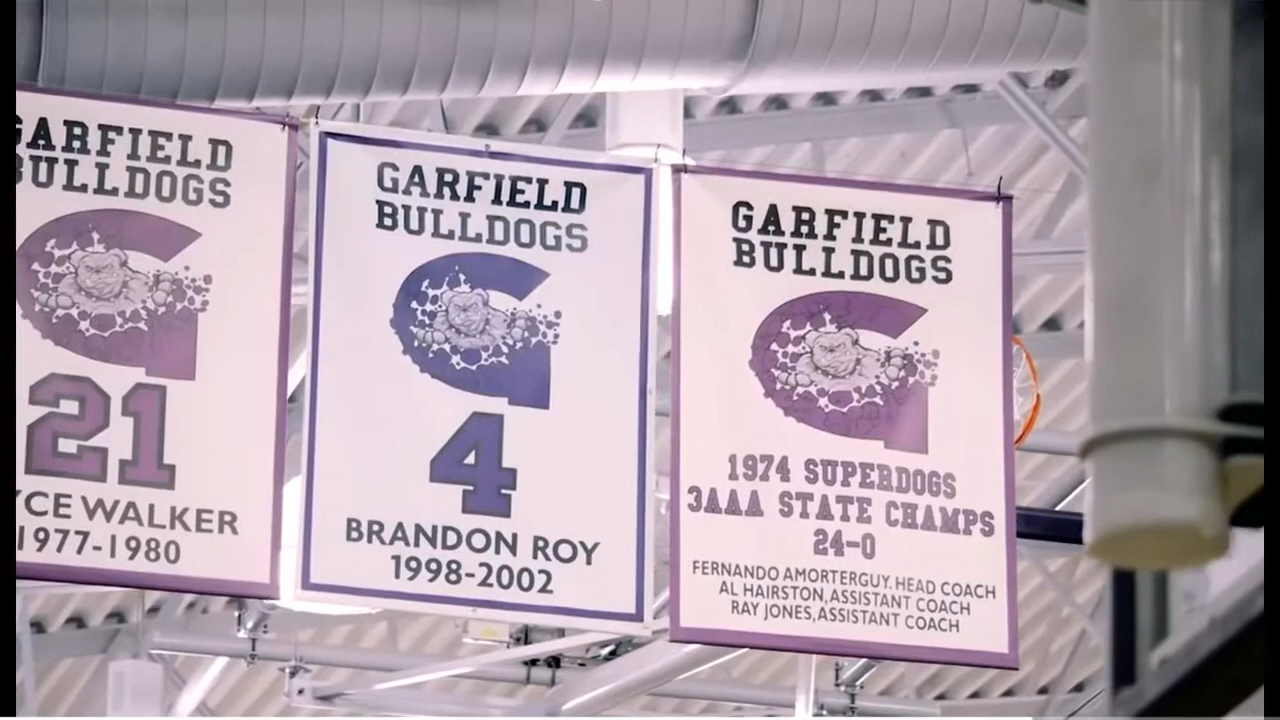 GARFIELD
BULLDOGS
21
YCE WALKER
1977-1980
GARFIELD
BULLDOGS
4
BRANDON ROY
1998-2002
GARFIELD
BULLDOGS
1974 SUPERDOGS
3AAA STATE CHAMPS
24-0
FERNANDO AMORTERGUY. HEAD COACH
AL HAIRSTON, ASSISTANT COACH
RAY JONES, ASSISTANT COACH